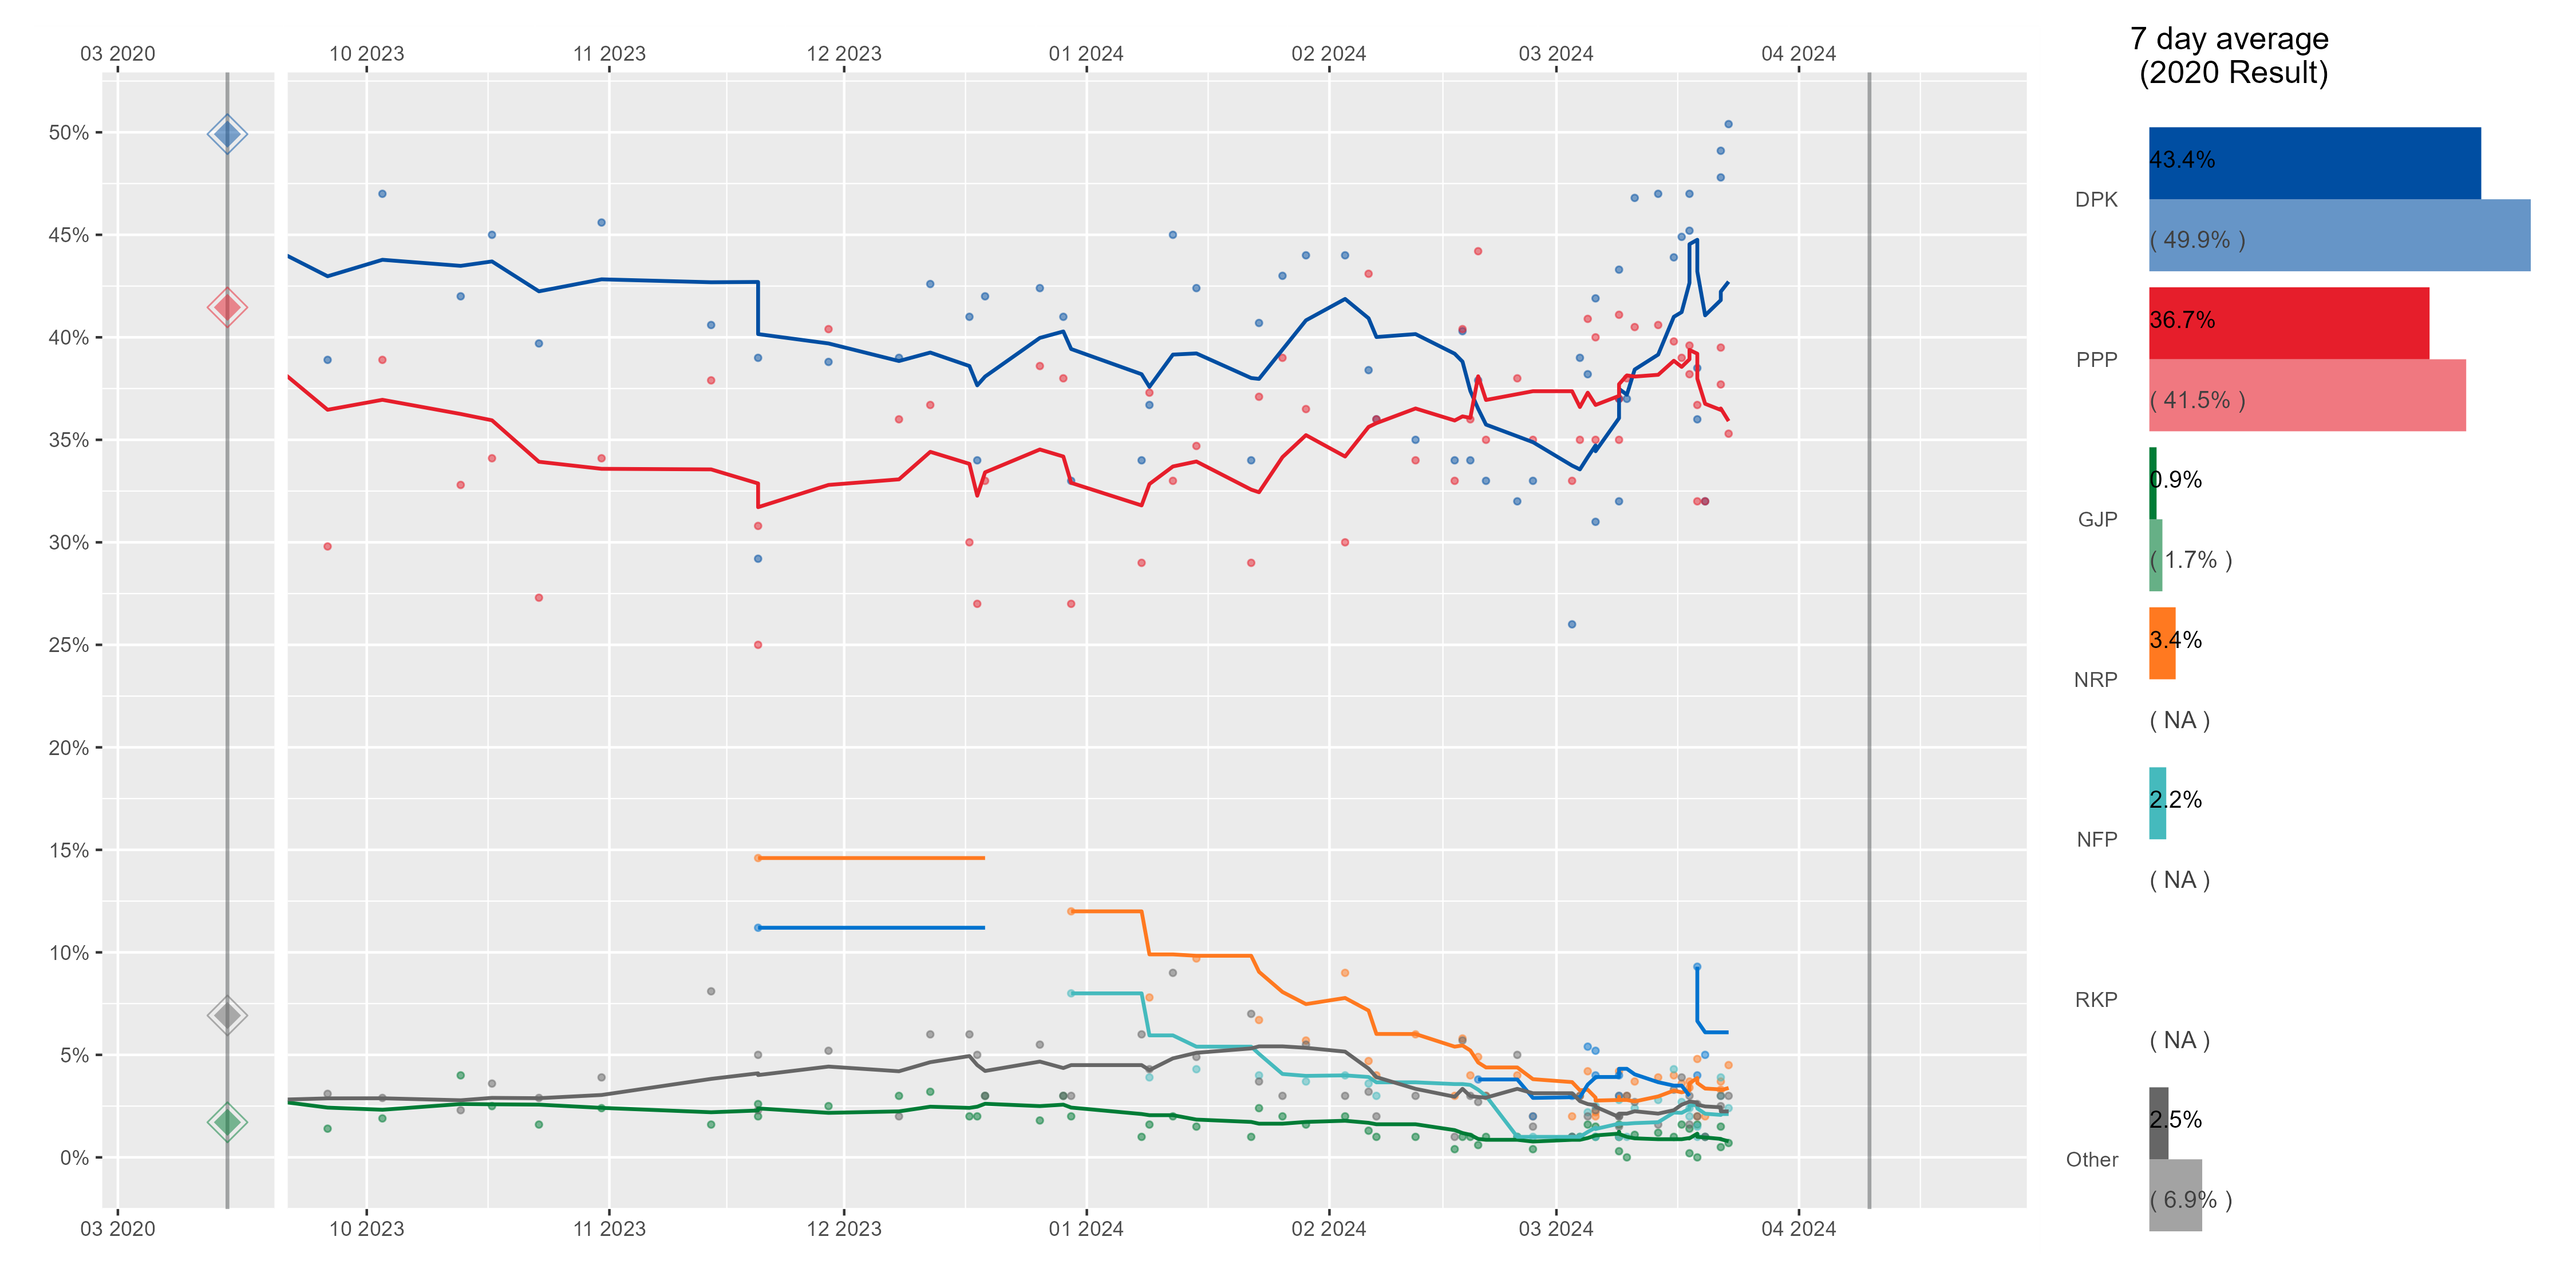 03 2020
10 2023
11 2023
12 2023
01 2024
02 2024
03 2024
04 2024
50%
45%
40%
35%
30%
25%
20%
15%
10%
5%
0%
03 2020
10 2023
11 2023
12 2023
01 2024
02 2024
03 2024
04 2024
7 day average
(2020 Result)
DPK
43.4%
( 49.9% )
PPP
36.7%
( 41.5% )
GJP
0.9%
( 1.7% )
NRP
3.4%
( NA )
NFP
2.2%
( NA )
RKP
( NA )
Other
2.5%
( 6.9% )